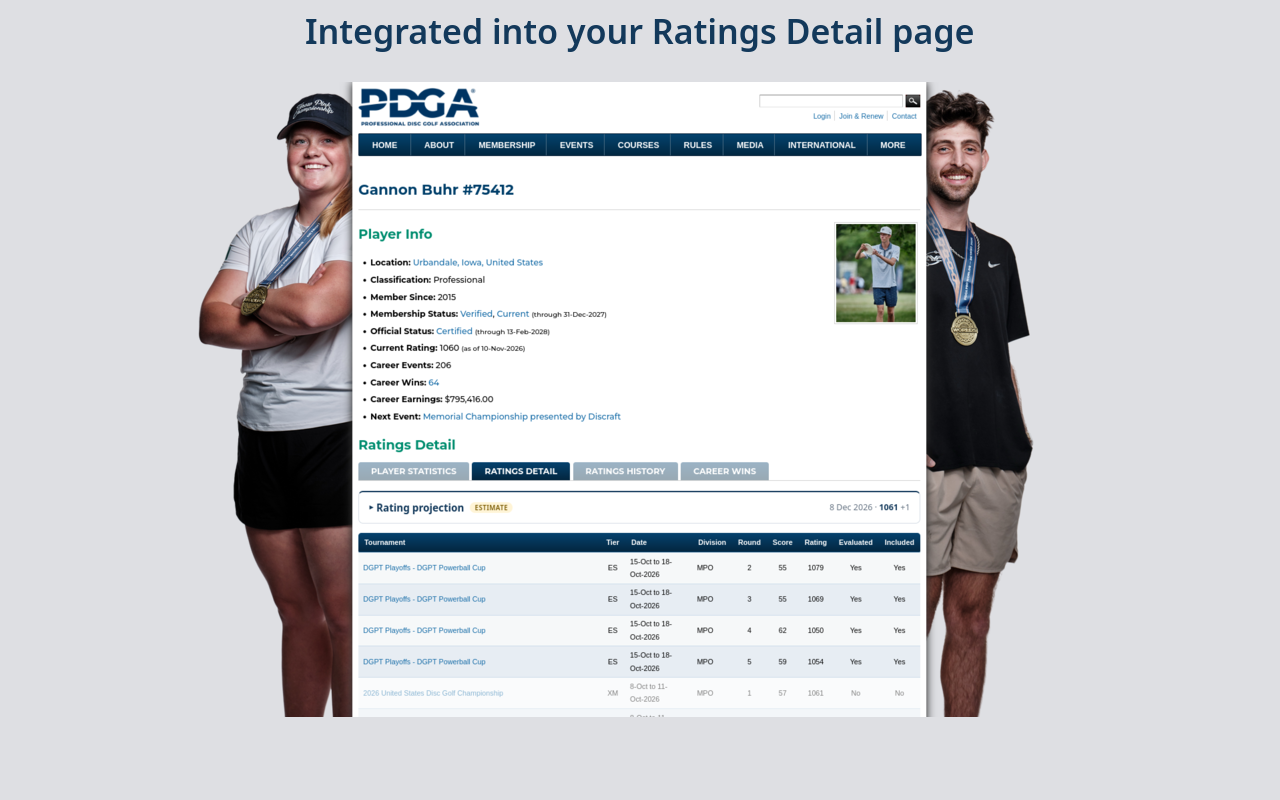 Integrated into your Ratings Detail page
PDGA
PROFESSIONAL DISC GOLF ASSOCIATION
Login Join & Renew Contact
HOME ABOUT MEMBERSHIP EVENTS COURSES RULES MEDIA INTERNATIONAL MORE
Gannon Buhr #75412
Player Info
• Location: Urbandale, Iowa, United States
• Classification: Professional
• Member Since: 2015
• Membership Status: Verified, Current (through 31-Dec-2027)
• Official Status: Certified (through 13-Feb-2028)
• Current Rating: 1060 (as of 10-Nov-2026)
• Career Events: 206
• Career Wins: 64
• Career Earnings: $795,416.00
• Next Event: Memorial Championship presented by Discraft
Ratings Detail
PLAYER STATISTICS RATINGS DETAIL RATINGS HISTORY CAREER WINS
▸ Rating projection ESTIMATE 8 Dec 2026 · 1061 +1
Tournament Tier Date Division Round Score Rating Evaluated Included
DGPT Playoffs - DGPT Powerball Cup ES 15-Oct to 18-Oct-2026 MPO 2 55 1079 Yes Yes
DGPT Playoffs - DGPT Powerball Cup ES 15-Oct to 18-Oct-2026 MPO 3 55 1069 Yes Yes
DGPT Playoffs - DGPT Powerball Cup ES 15-Oct to 18-Oct-2026 MPO 4 62 1050 Yes Yes
DGPT Playoffs - DGPT Powerball Cup ES 15-Oct to 18-Oct-2026 MPO 5 59 1054 Yes Yes
2026 United States Disc Golf Championship XM 8-Oct to 11-Oct-2026 MPO 1 57 1061 No No